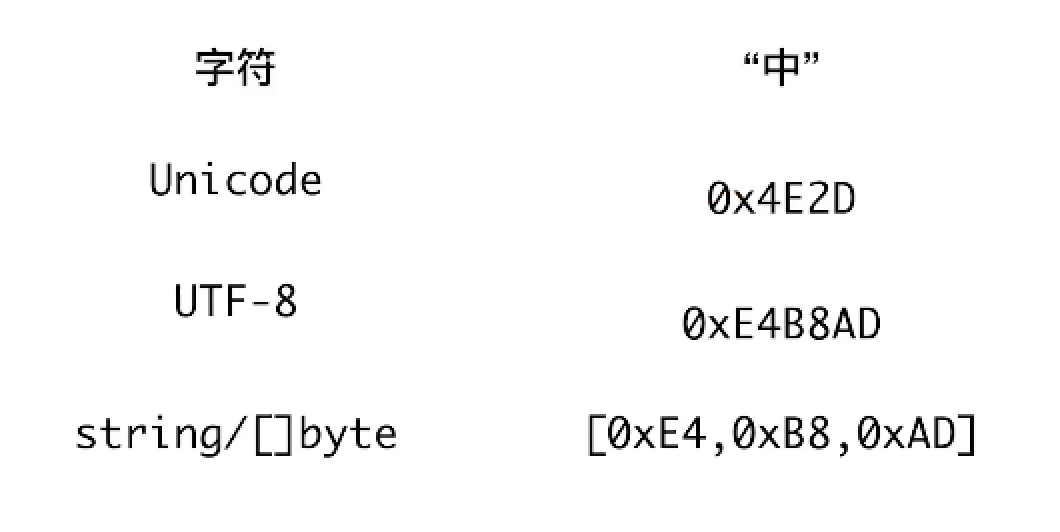 字符 “中”
Unicode 0x4E2D
UTF-8 0xE4B8AD
string/[]byte [0xE4,0xB8,0xAD]